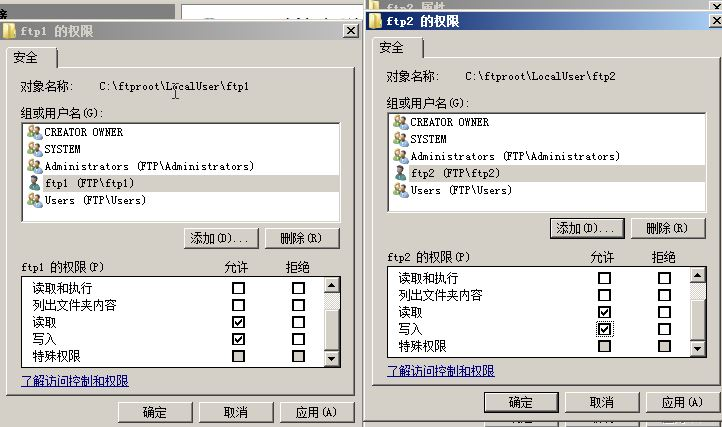 ftp1 的权限
安全
对象名称: C:\ftproot\LocalUser\ftp1
组或用户名(G):
CREATOR OWNER
SYSTEM
Administrators (FTP\Administrators)
ftp1 (FTP\ftp1)
Users (FTP\Users)
添加(D)... 删除(R)
ftp1 的权限(P) 允许 拒绝
读取和执行
列出文件夹内容
读取
写入
特殊权限
了解访问控制和权限
确定 取消 应用(A)
ftp2 属性
ftp2 的权限
安全
对象名称: C:\ftproot\LocalUser\ftp2
组或用户名(G):
CREATOR OWNER
SYSTEM
Administrators (FTP\Administrators)
ftp2 (FTP\ftp2)
Users (FTP\Users)
添加(D)... 删除(R)
ftp2 的权限(P) 允许 拒绝
读取和执行
列出文件夹内容
读取
写入
特殊权限
了解访问控制和权限
确定 取消 应用(A)